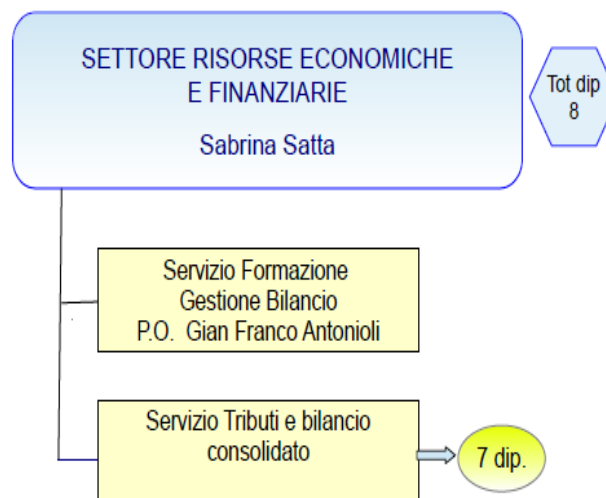 SETTORE RISORSE ECONOMICHE
E FINANZIARIE
Sabrina Satta
Tot dip
8
Servizio Formazione
Gestione Bilancio
P.O. Gian Franco Antonioli
Servizio Tributi e bilancio
consolidato
7 dip.